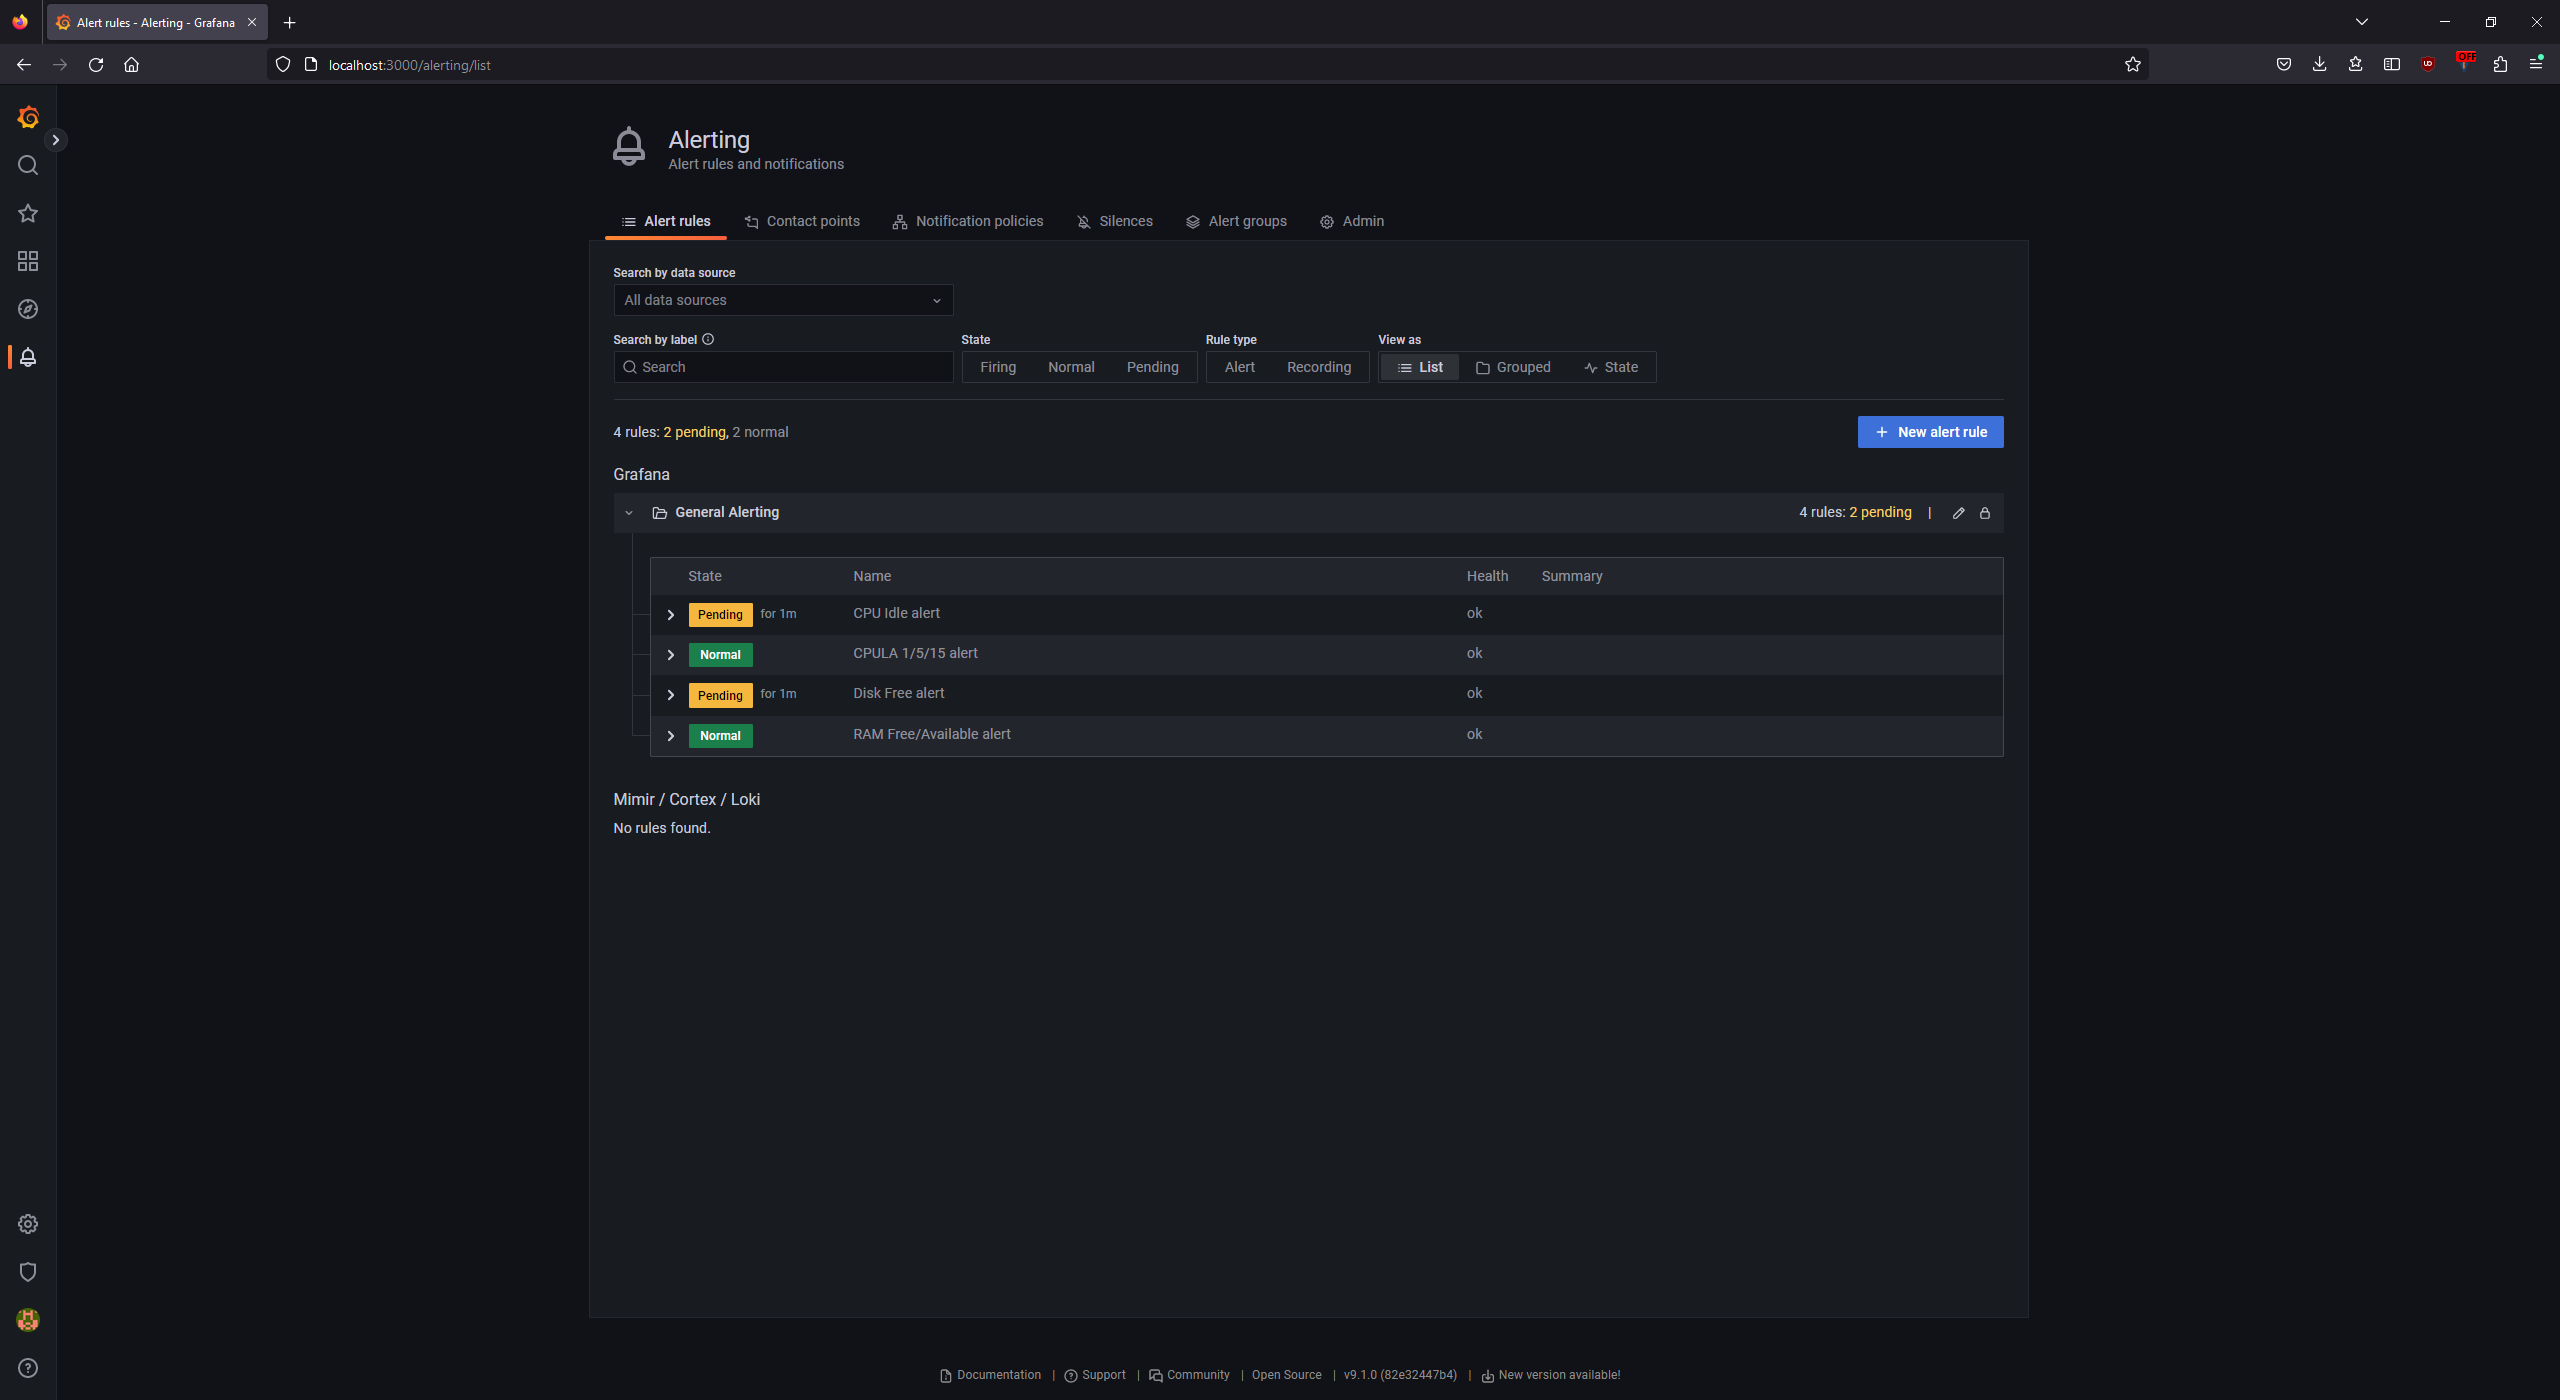 Alert rules - Alerting - Grafana
localhost:3000/alerting/list
OFF
Alerting
Alert rules and notifications
Alert rules Contact points Notification policies Silences Alert groups Admin
Search by data source
All data sources
Search by label State Rule type View as
Search Firing Normal Pending Alert Recording List Grouped State
4 rules: 2 pending, 2 normal
New alert rule
Grafana
General Alerting 4 rules: 2 pending |
State Name Health Summary
Pending for 1m CPU Idle alert ok
Normal CPULA 1/5/15 alert ok
Pending for 1m Disk Free alert ok
Normal RAM Free/Available alert ok
Mimir / Cortex / Loki
No rules found.
Documentation | Support | Community | Open Source | v9.1.0 (82e32447b4) | New version available!